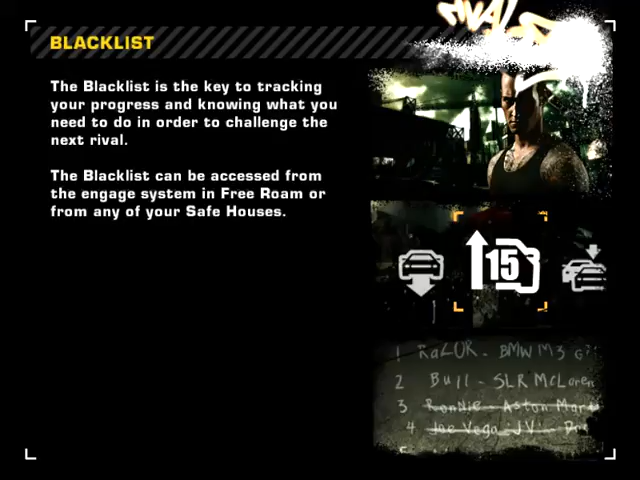 BLACKLIST
The Blacklist is the key to tracking
your progress and knowing what you
need to do in order to challenge the
next rival.
The Blacklist can be accessed from
the engage system in Free Roam or
from any of your Safe Houses.
15
1 RaZOR - BMW M3
2 Bull - SLR McLaren
3 Ronnie - Aston
4 Joe Vega JV